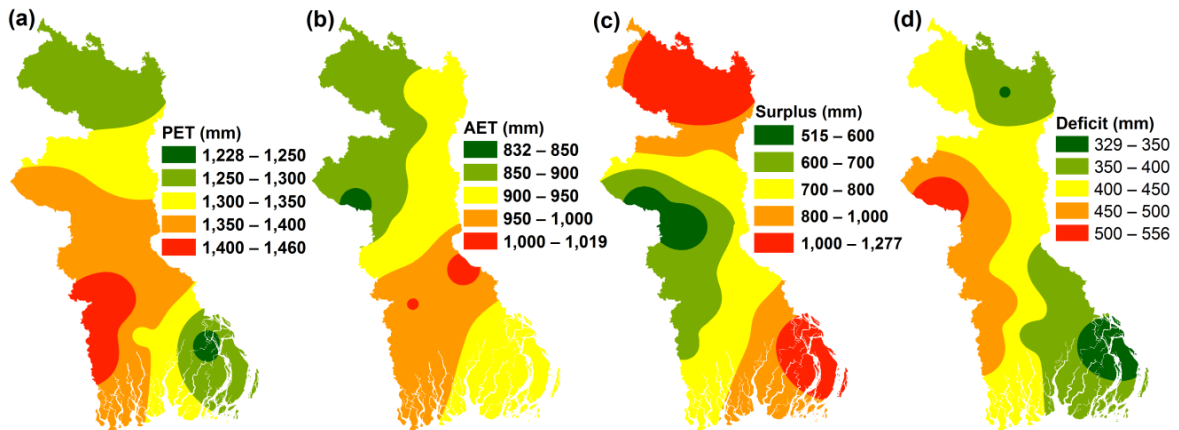 (a)
PET (mm)
1,228 – 1,250
1,250 – 1,300
1,300 – 1,350
1,350 – 1,400
1,400 – 1,460
(b)
AET (mm)
832 – 850
850 – 900
900 – 950
950 – 1,000
1,000 – 1,019
(c)
Surplus (mm)
515 – 600
600 – 700
700 – 800
800 – 1,000
1,000 – 1,277
(d)
Deficit (mm)
329 – 350
350 – 400
400 – 450
450 – 500
500 – 556